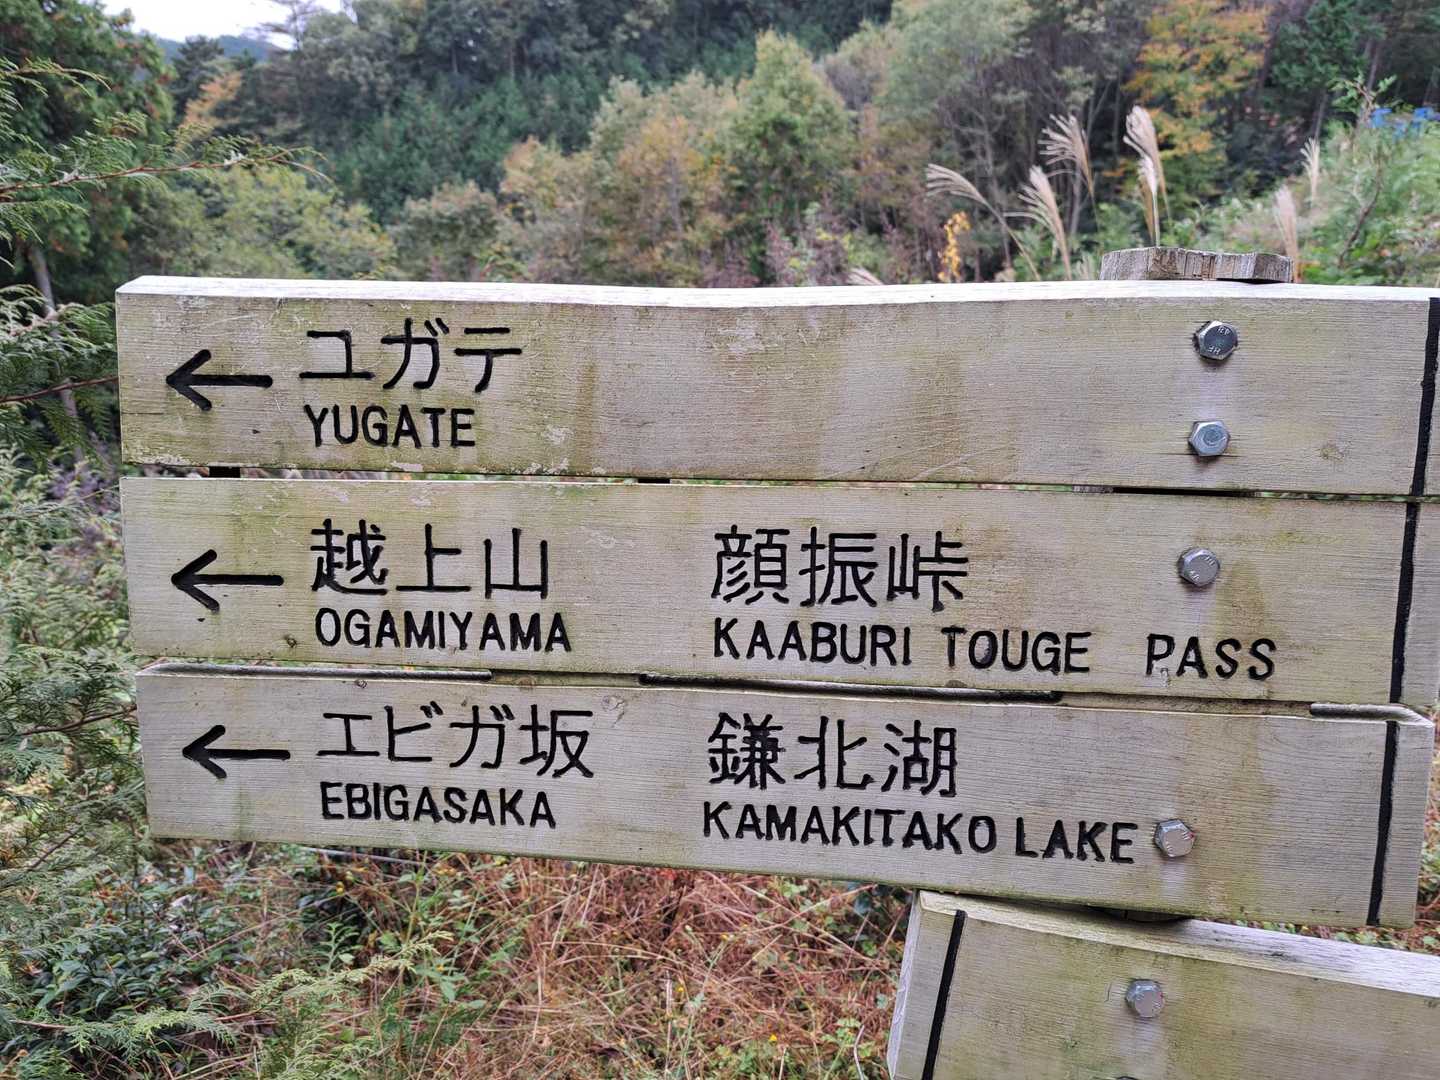 ← ユガテ
YUGATE
← 越上山 顔振峠
OGAMIYAMA KAABURI TOUGE PASS
← エビガ坂 鎌北湖
EBIGASAKA KAMAKITAKO LAKE